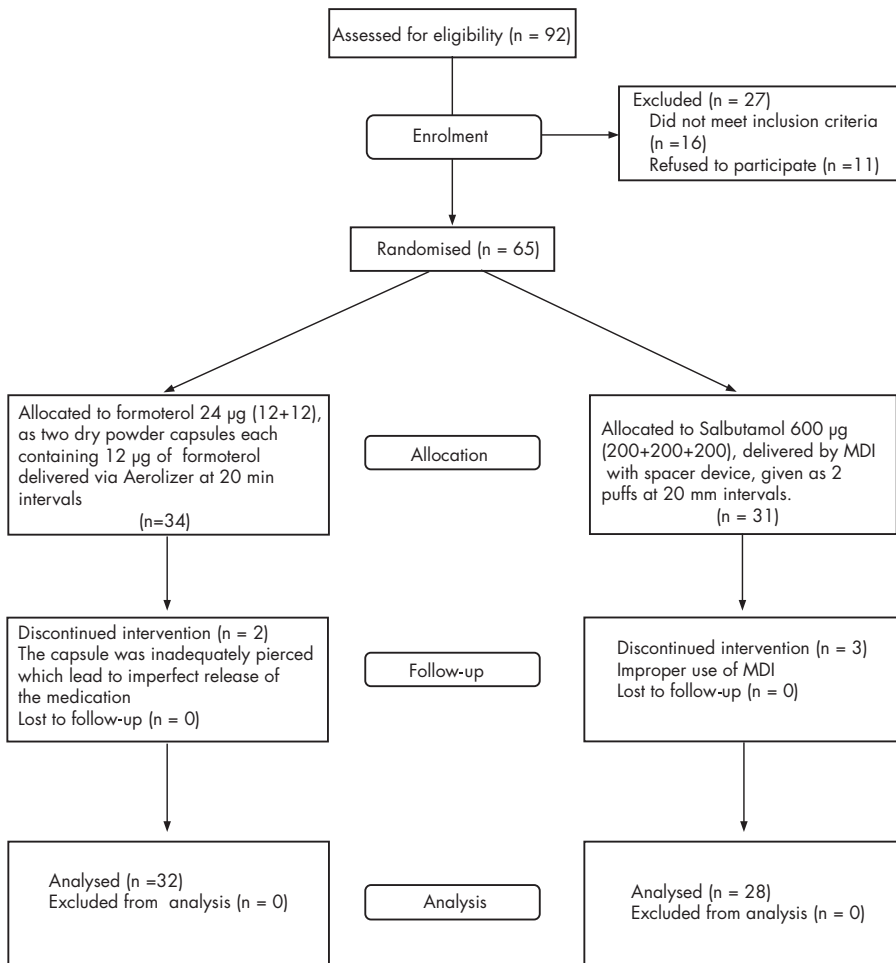 Assessed for eligibility (n = 92)
Excluded (n = 27)
Did not meet inclusion criteria
(n =16)
Refused to participate (n =11)
Enrolment
Randomised (n = 65)
Allocated to formoterol 24 µg (12+12),
as two dry powder capsules each
containing 12 µg of formoterol
delivered via Aerolizer at 20 min
intervals
(n=34)
Allocation
Allocated to Salbutamol 600 µg
(200+200+200), delivered by MDI
with spacer device, given as 2
puffs at 20 mm intervals.
(n = 31)
Discontinued intervention (n = 2)
The capsule was inadequately pierced
which lead to imperfect release of
the medication
Lost to follow-up (n = 0)
Follow-up
Discontinued intervention (n = 3)
Improper use of MDI
Lost to follow-up (n = 0)
Analysed (n =32)
Excluded from analysis (n = 0)
Analysis
Analysed (n = 28)
Excluded from analysis (n = 0)